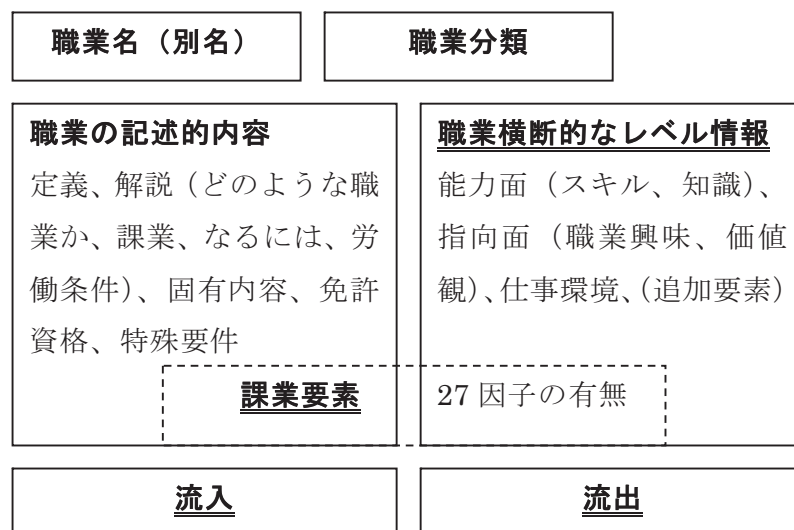 職業名（別名）
職業分類
職業の記述的内容
定義、解説（どのような職
業か、課業、なるには、労
働条件）、固有内容、免許
資格、特殊要件
職業横断的なレベル情報
能力面（スキル、知識）、
指向面（職業興味、価値
観）、仕事環境、（追加要素）
課業要素
27 因子の有無
流入
流出